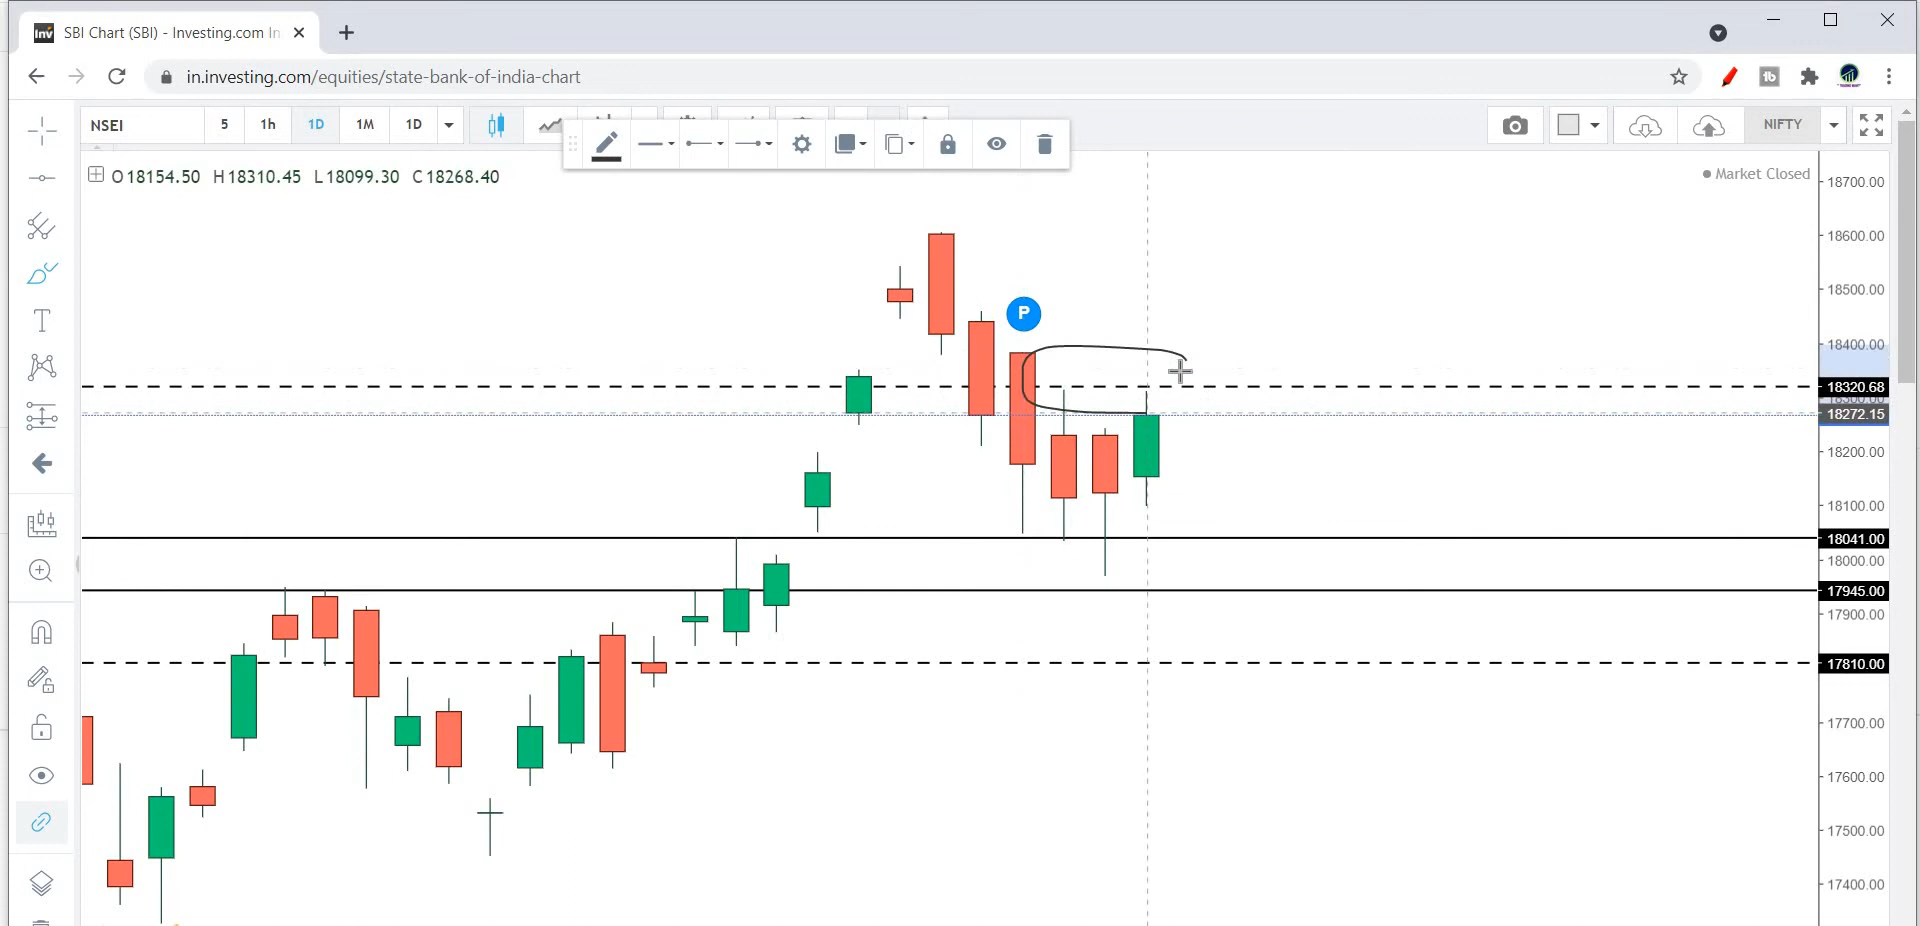 SBI Chart (SBI) - Investing.com In
in.investing.com/equities/state-bank-of-india-chart
NSEI 5 1h 1D 1M 1D NIFTY
O 18154.50 H 18310.45 L 18099.30 C 18268.40
Market Closed
P
T
18700.00
18600.00
18500.00
18400.00
18320.68
18300.00
18272.15
18200.00
18100.00
18041.00
18000.00
17945.00
17900.00
17810.00
17700.00
17600.00
17500.00
17400.00